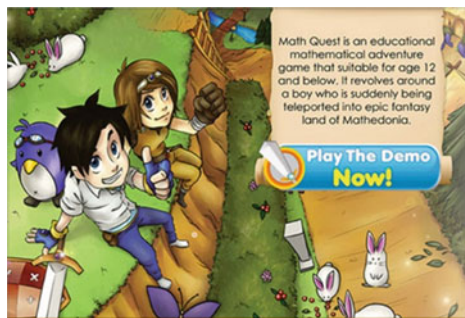 Math Quest is an educational
mathematical adventure
game that suitable for age 12
and below. It revolves around
a boy who is suddenly being
teleported into epic fantasy
land of Mathedonia.
Play The Demo
Now!